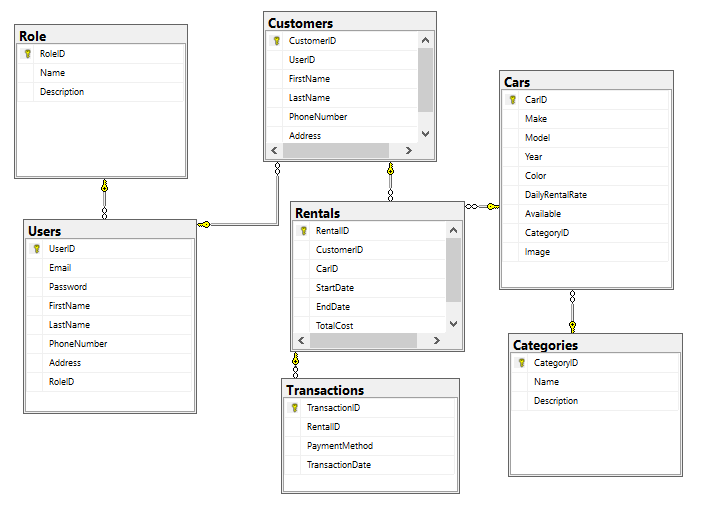 Role
RoleID
Name
Description
Customers
CustomerID
UserID
FirstName
LastName
PhoneNumber
Address
Cars
CarID
Make
Model
Year
Color
DailyRentalRate
Available
CategoryID
Image
Users
UserID
Email
Password
FirstName
LastName
PhoneNumber
Address
RoleID
Rentals
RentalID
CustomerID
CarID
StartDate
EndDate
TotalCost
Categories
CategoryID
Name
Description
Transactions
TransactionID
RentalID
PaymentMethod
TransactionDate